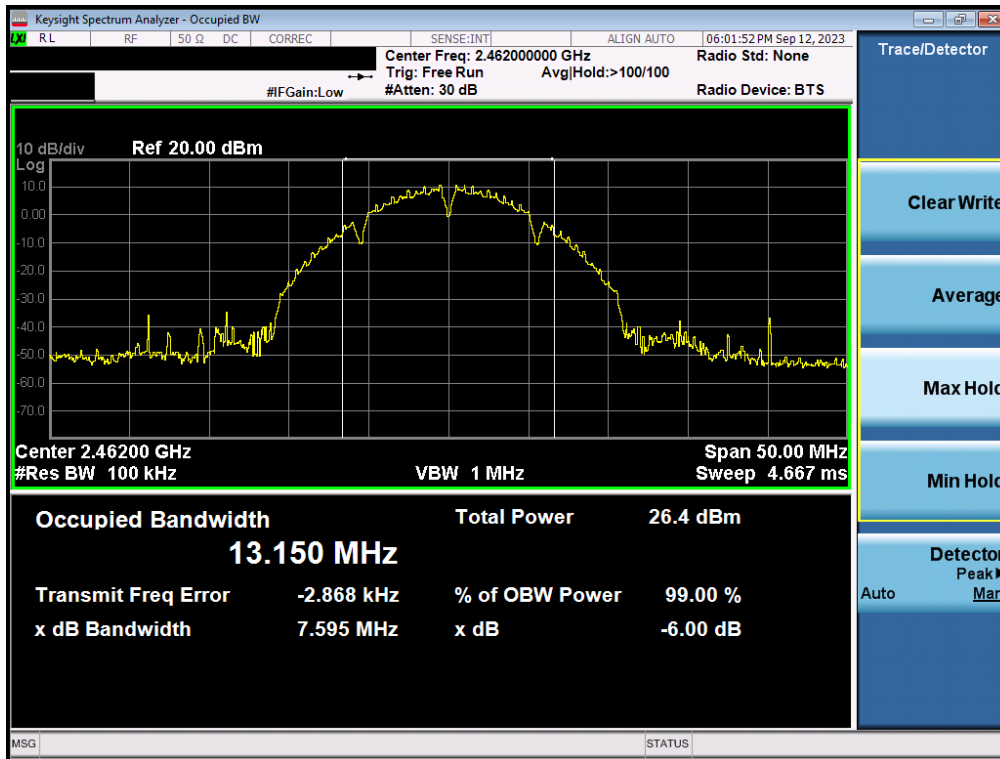 Keysight Spectrum Analyzer - Occupied BW
LXI RL RF 50 Ω DC CORREC SENSE:INT ALIGN AUTO 06:01:52 PM Sep 12, 2023
Center Freq: 2.462000000 GHz Radio Std: None
Trig: Free Run Avg|Hold:>100/100
#IFGain:Low #Atten: 30 dB Radio Device: BTS
Trace/Detector
10 dB/div Ref 20.00 dBm
Log
10.0
0.00
-10.0
-20.0
-30.0
-40.0
-50.0
-60.0
-70.0
Center 2.46200 GHz Span 50.00 MHz
#Res BW 100 kHz VBW 1 MHz Sweep 4.667 ms
Occupied Bandwidth Total Power 26.4 dBm
13.150 MHz
Transmit Freq Error -2.868 kHz % of OBW Power 99.00 %
x dB Bandwidth 7.595 MHz x dB -6.00 dB
Clear Write
Average
Max Hold
Min Hold
Detector
Peak
Auto Man
MSG STATUS